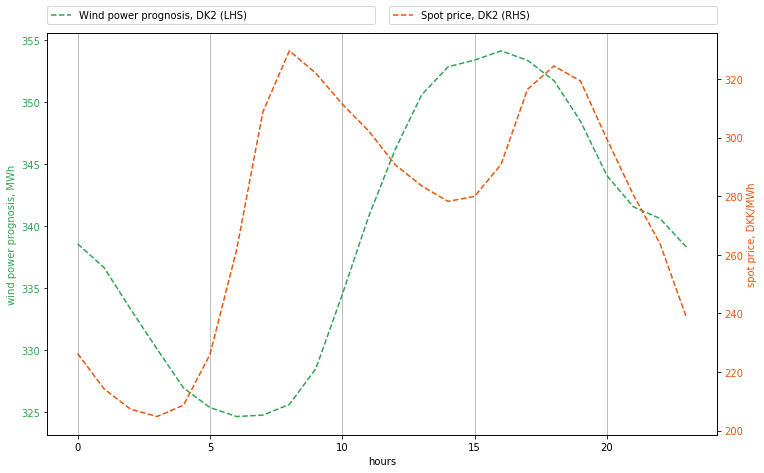 Wind power prognosis, DK2 (LHS)
Spot price, DK2 (RHS)
355
350
345
340
335
330
325
wind power prognosis, MWh
320
300
280
260
240
220
200
spot price, DKK/MWh
0 5 10 15 20
hours